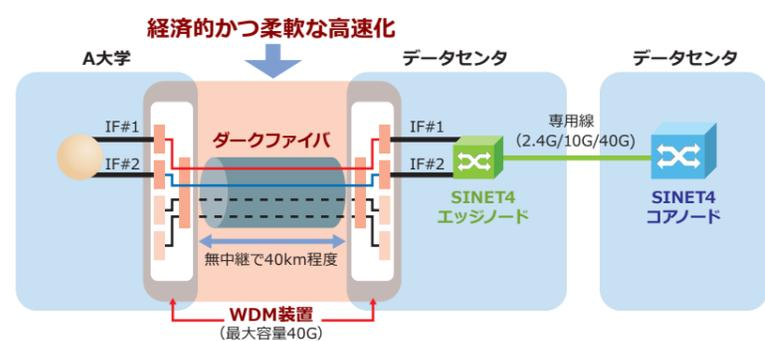 経済的かつ柔軟な高速化
A大学
データセンタ
データセンタ
IF#1
IF#2
ダークファイバ
IF#1
IF#2
専用線
(2.4G/10G/40G)
SINET4
エッジノード
SINET4
コアノード
無中継で40km程度
WDM装置
(最大容量40G)